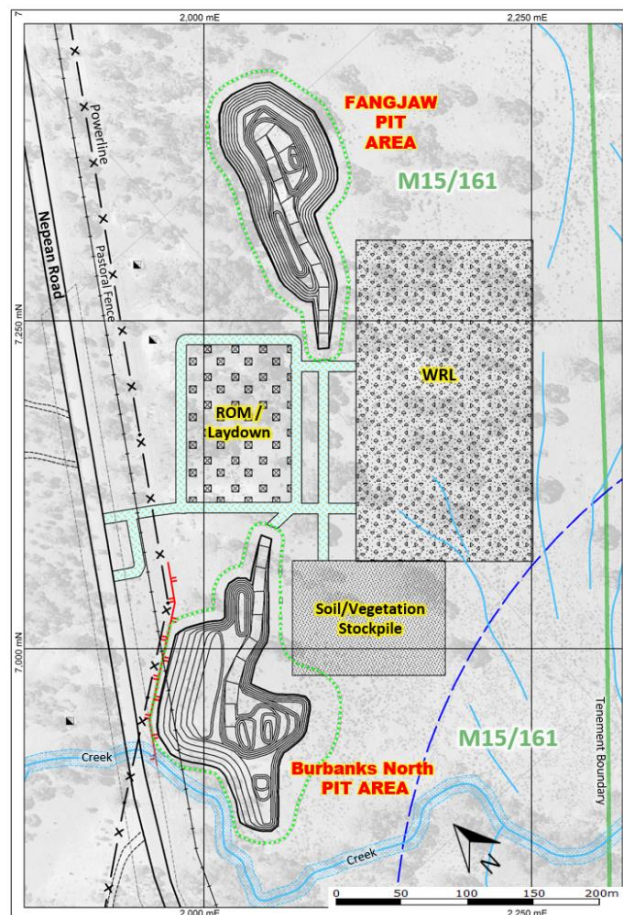 7
2,000 mE
2,250 mE
FANGJAW
PIT
AREA
M15/161
Powerline
Nepean Road
Pastoral Fence
7,250 mN
WRL
ROM /
Laydown
Soil/Vegetation
Stockpile
7,000 mN
Tenement Boundary
M15/161
Creek
Burbanks North
PIT AREA
Creek
N
0 50 100 150 200m
2,000 mE
2,250 mE